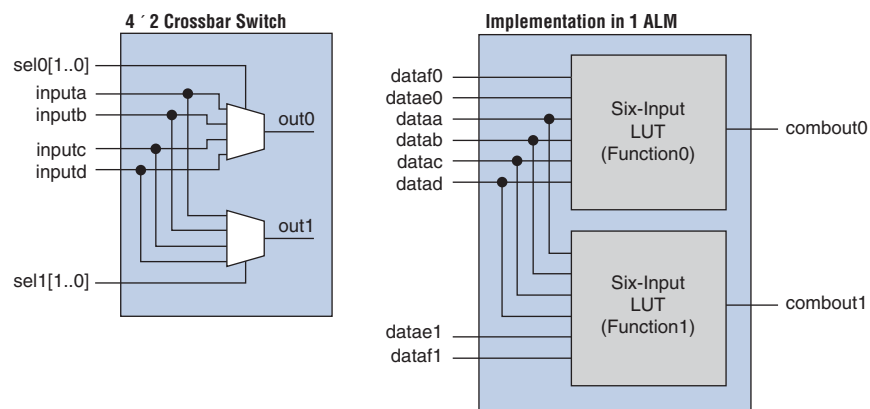 4 ´ 2 Crossbar Switch
sel0[1..0]
inputa
inputb
inputc
inputd
out0
out1
sel1[1..0]
Implementation in 1 ALM
dataf0
datae0
dataa
datab
datac
datad
Six-Input
LUT
(Function0)
combout0
Six-Input
LUT
(Function1)
combout1
datae1
dataf1